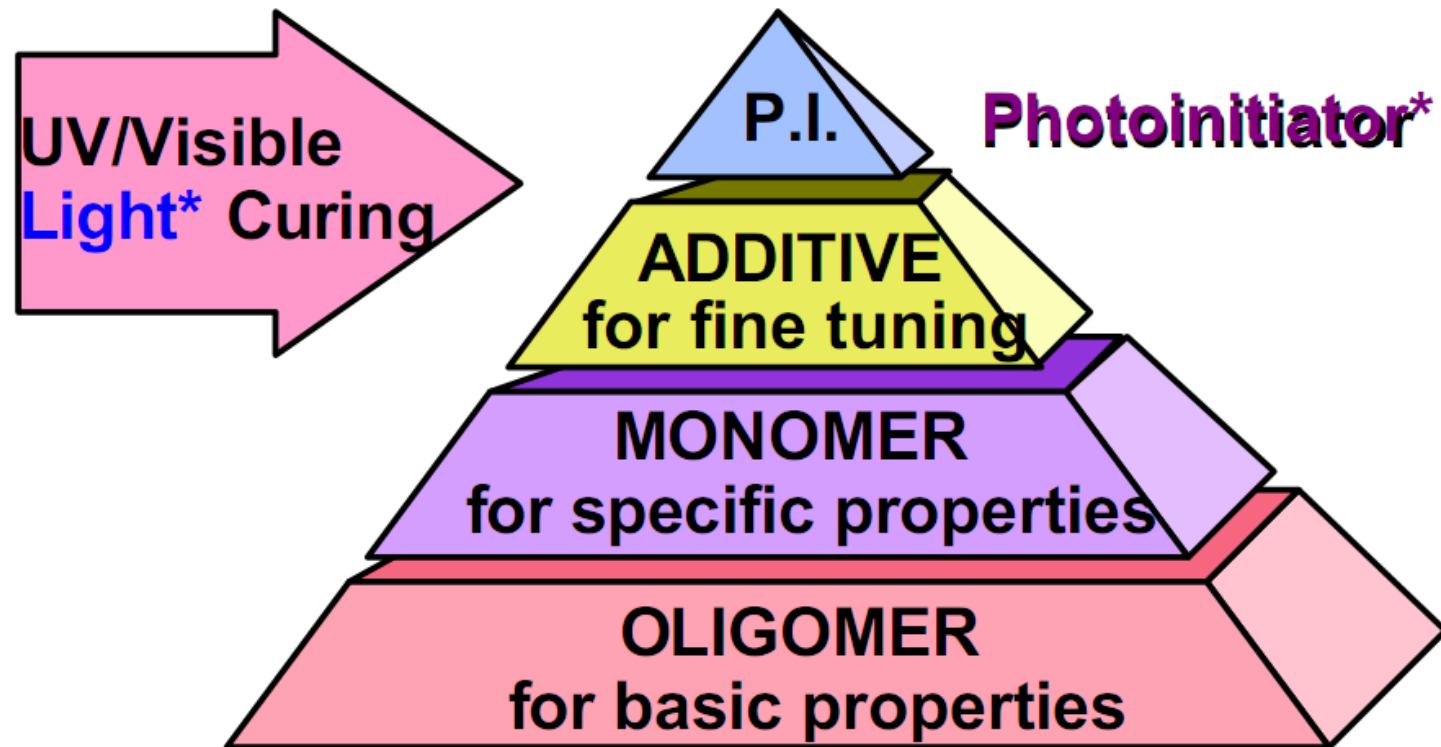 UV/Visible
Light* Curing
P.I.
Photoinitiator*
ADDITIVE
for fine tuning
MONOMER
for specific properties
OLIGOMER
for basic properties